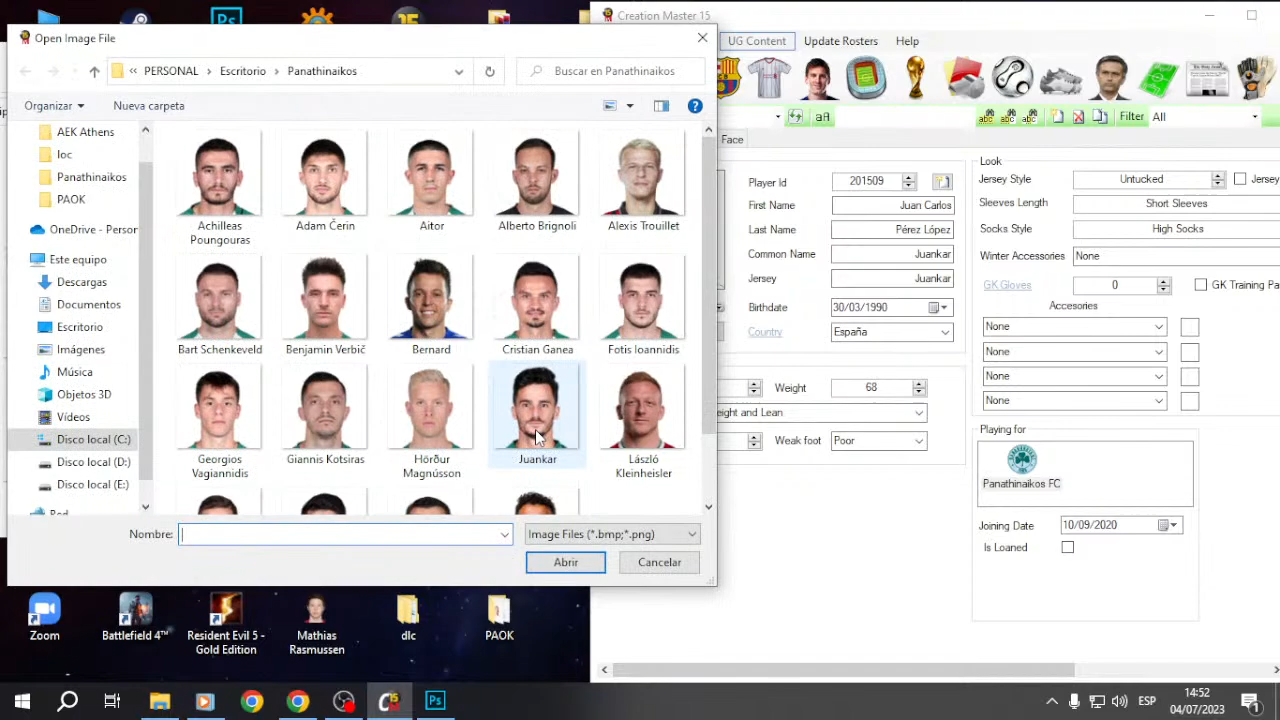 Creation Master 15
Open Image File
UG Content
Update Rosters
Help
PERSONAL
Escritorio
Panathinaikos
Buscar en Panathinaikos
Organizar
Nueva carpeta
Filter
All
AEK Athens
loc
Panathinaikos
PAOK
OneDrive - Person
Este equipo
Descargas
Documentos
Escritorio
Imágenes
Música
Objetos 3D
Vídeos
Disco local (C:)
Disco local (D:)
Disco local (E:)
Achilleas
Poungouras
Adam Čerin
Aitor
Alberto Brignoli
Alexis Trouillet
Bart Schenkeveld
Benjamin Verbič
Bernard
Cristian Ganea
Fotis Ioannidis
Georgios
Vagiannidis
Giannis Kotsiras
Hörður
Magnússon
Juankar
László
Kleinheisler
Nombre:
Image Files (*.bmp;*.png)
Abrir
Cancelar
Face
Player Id
201509
First Name
Juan Carlos
Last Name
Pérez López
Common Name
Juankar
Jersey
Juankar
Birthdate
30/03/1990
Country
España
Weight
68
eight and Lean
Weak foot
Poor
Look
Jersey Style
Untucked
Jersey
Sleeves Length
Short Sleeves
Socks Style
High Socks
Winter Accessories
None
GK Gloves
0
GK Training Pa
Accesories
None
None
None
None
Playing for
Panathinaikos FC
Joining Date
10/09/2020
Is Loaned
Zoom
Battlefield 4™
Resident Evil 5 -
Gold Edition
Mathias
Rasmussen
dlc
PAOK
ESP
14:52
04/07/2023